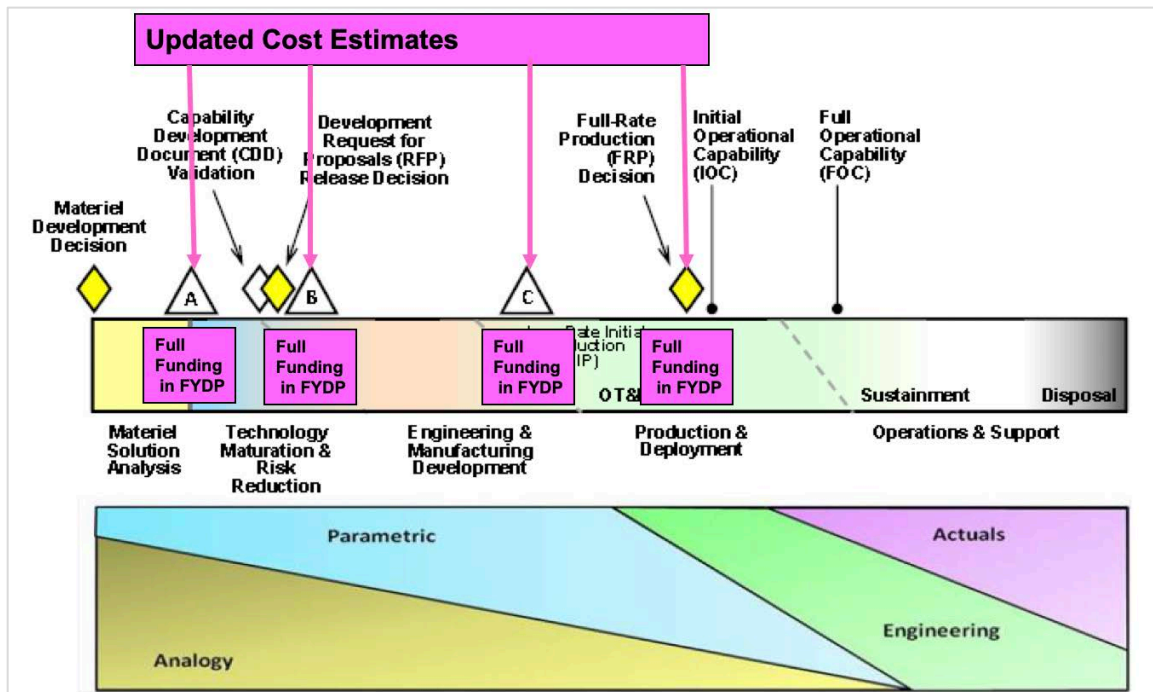 Updated Cost Estimates
Capability
Development
Document (CDD)
Validation
Development
Request for
Proposals (RFP)
Release Decision
Full-Rate
Production
(FRP)
Decision
Initial
Operational
Capability
(IOC)
Full
Operational
Capability
(FOC)
Materiel
Development
Decision
A
B
C
Full
Funding
in FYDP
Full
Funding
in FYDP
Rate Initial
Full
Funding
in FYDP
Full
Funding
in FYDP
Sustainment
Disposal
Materiel
Solution
Analysis
Technology
Maturation &
Risk
Reduction
Engineering &
Manufacturing
Development
Production &
Deployment
Operations & Support
Parametric
Actuals
Engineering
Analogy